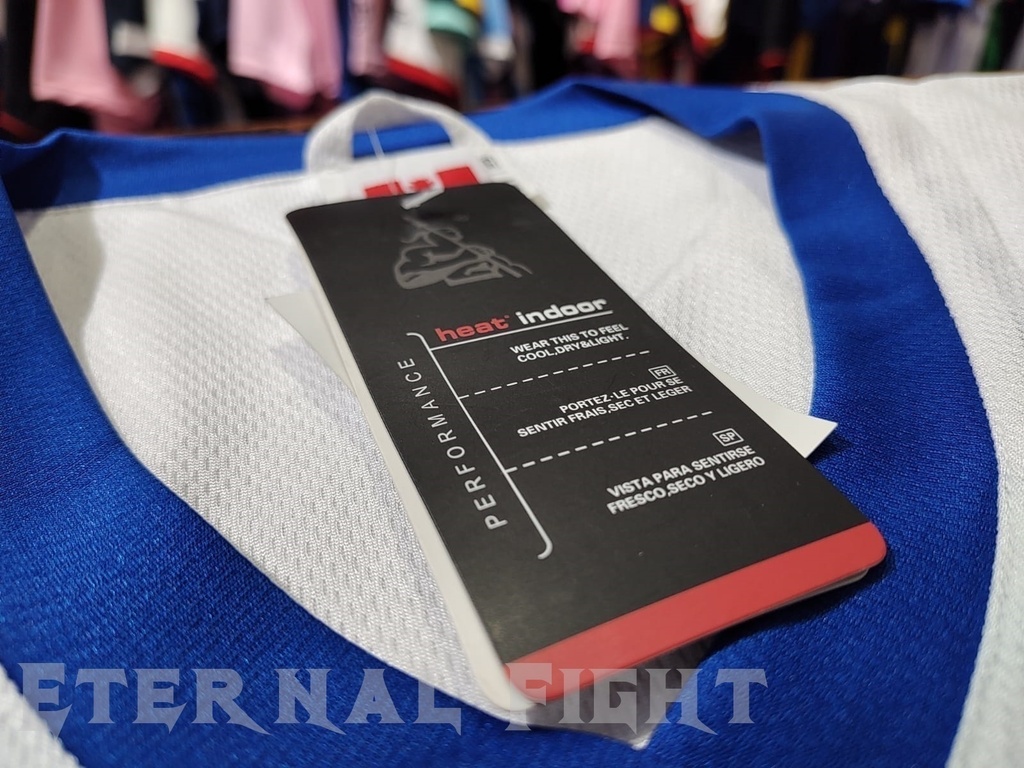 heat indoor
WEAR THIS TO FEEL
COOL,DRY&LIGHT.
PERFORMANCE
FR
PORTEZ-LE POUR SE
SENTIR FRAIS,SEC ET LEGER
SP
VISTA PARA SENTIRSE
FRESCO,SECO Y LIGERO
ETERNAL FIGHT